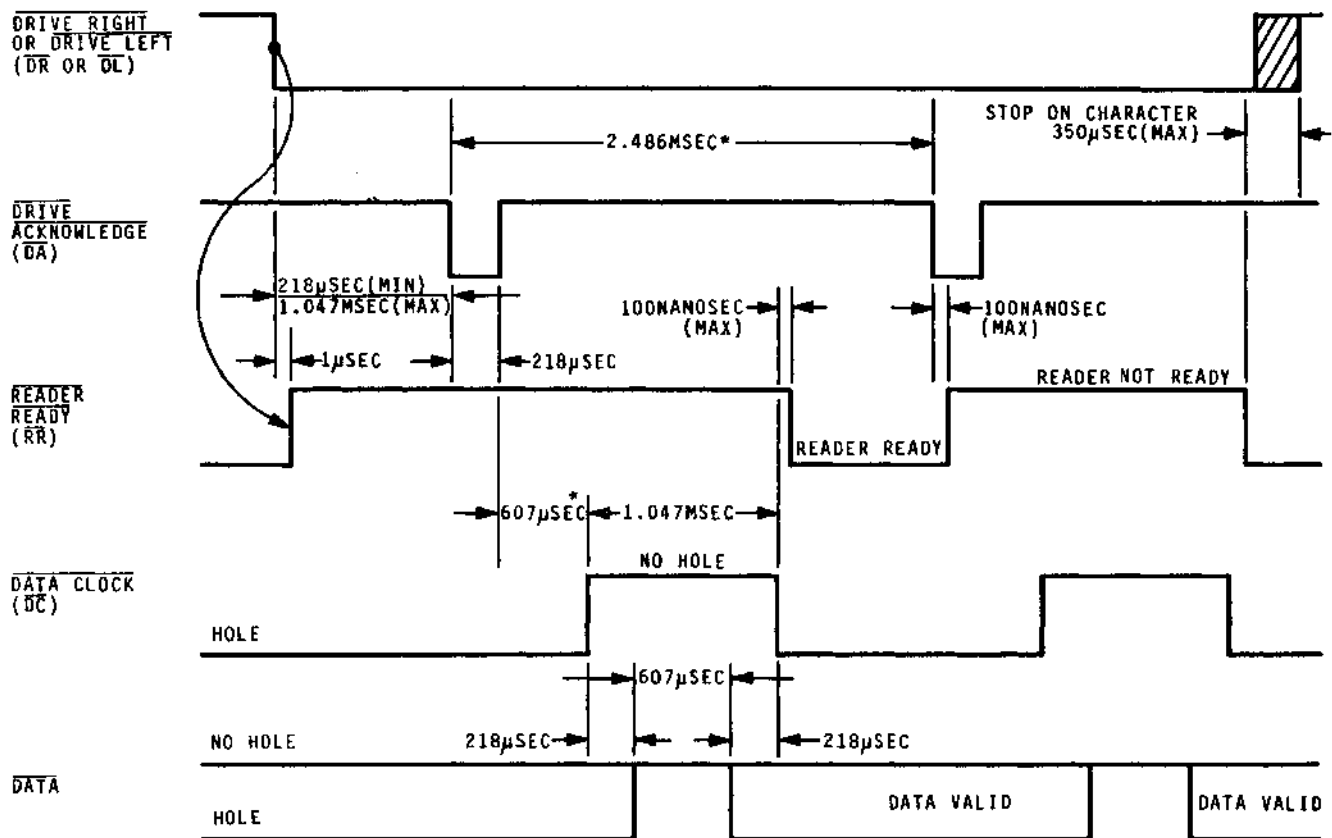 DRIVE RIGHT
OR DRIVE LEFT
(DR OR DL)
STOP ON CHARACTER
350µSEC(MAX)
2.486MSEC*
DRIVE
ACKNOWLEDGE
(DA)
218µSEC(MIN)
1.047MSEC(MAX)
100NANOSEC
(MAX)
100NANOSEC
(MAX)
1µSEC
218µSEC
READER NOT READY
READER
READY
(RR)
READER READY
607µSEC*
1.047MSEC
NO HOLE
DATA CLOCK
(DC)
HOLE
607µSEC
NO HOLE
218µSEC
218µSEC
DATA
HOLE
DATA VALID
DATA VALID